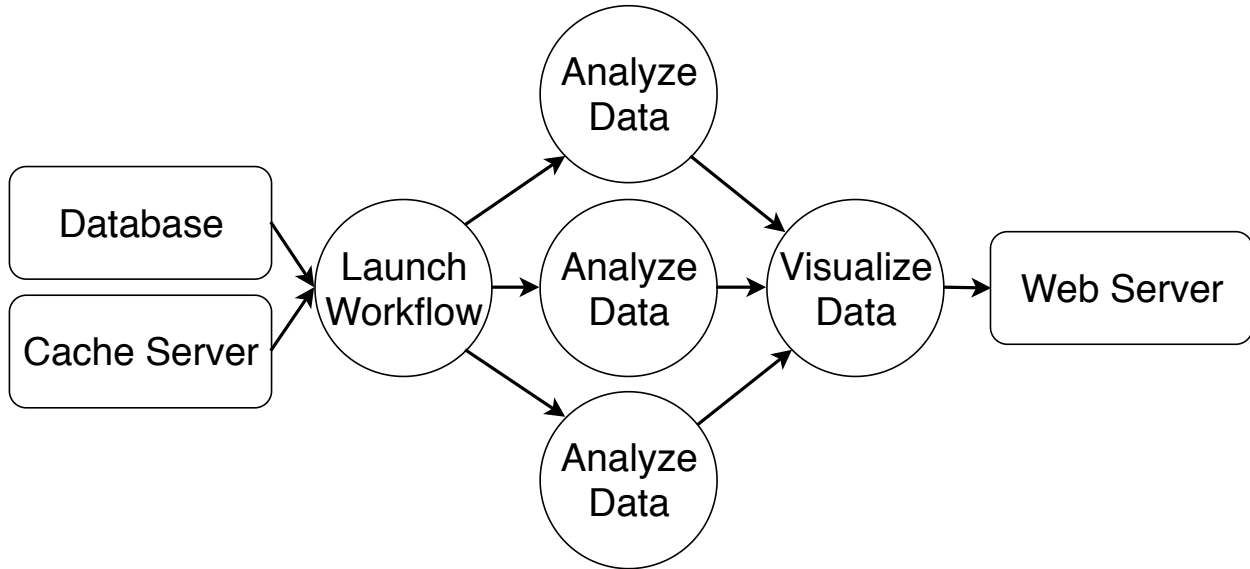 Analyze
Data
Database
Cache Server
Launch
Workflow
Analyze
Data
Visualize
Data
Web Server
Analyze
Data